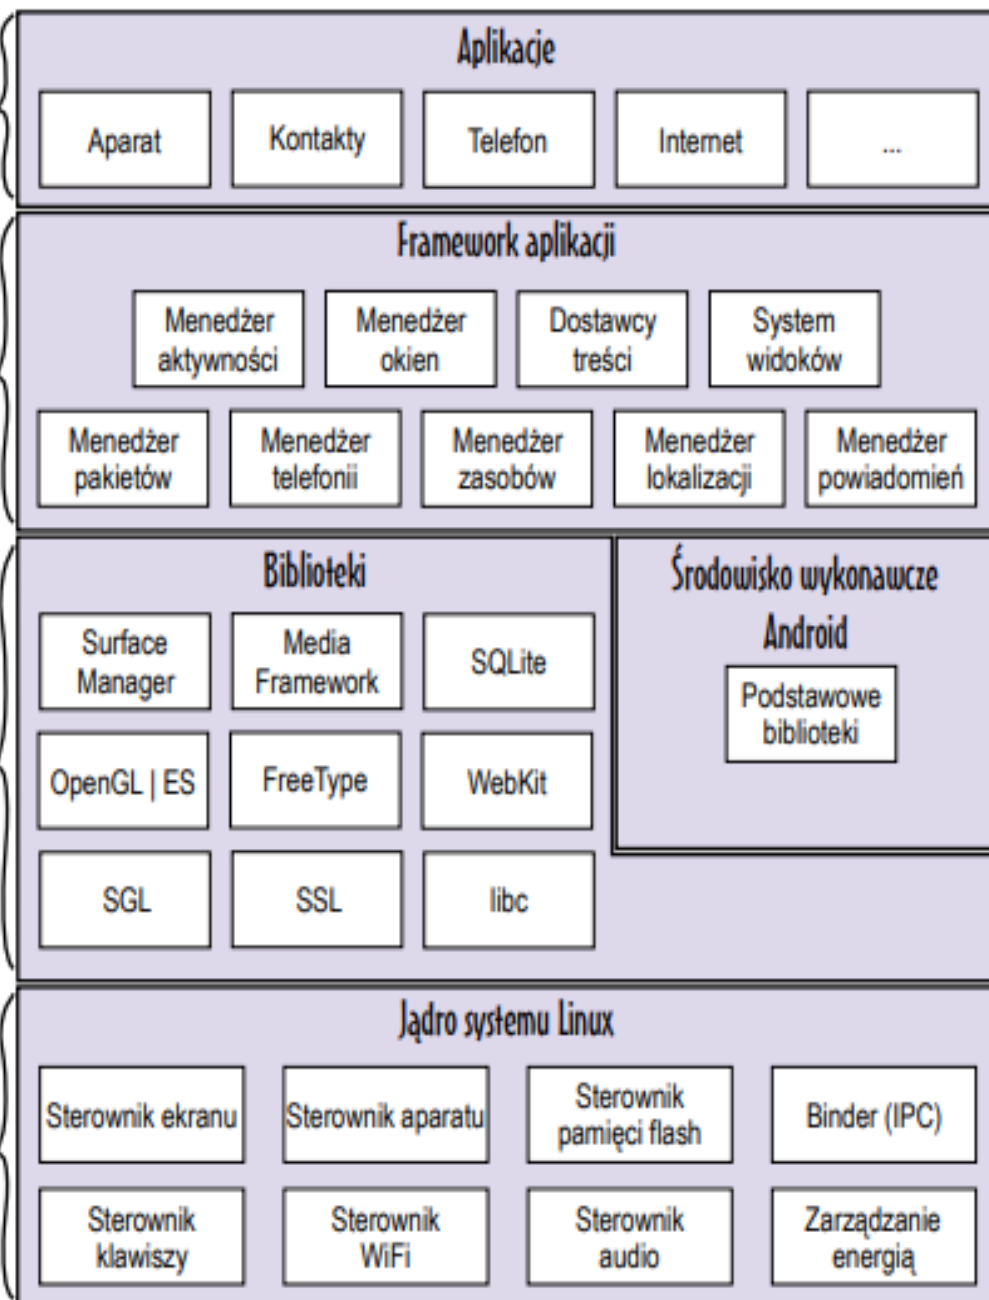 Aplikacje
Aparat
Kontakty
Telefon
Internet
...
Framework aplikacji
Menedżer
aktywności
Menedżer
okien
Dostawcy
treści
System
widoków
Menedżer
pakietów
Menedżer
telefonii
Menedżer
zasobów
Menedżer
lokalizacji
Menedżer
powiadomień
Biblioteki
Surface
Manager
Media
Framework
SQLite
OpenGL | ES
FreeType
WebKit
SGL
SSL
libc
Środowisko wykonawcze
Android
Podstawowe
biblioteki
Jądro systemu Linux
Sterownik ekranu
Sterownik aparatu
Sterownik
pamięci flash
Binder (IPC)
Sterownik
klawiszy
Sterownik
WiFi
Sterownik
audio
Zarządzanie
energią